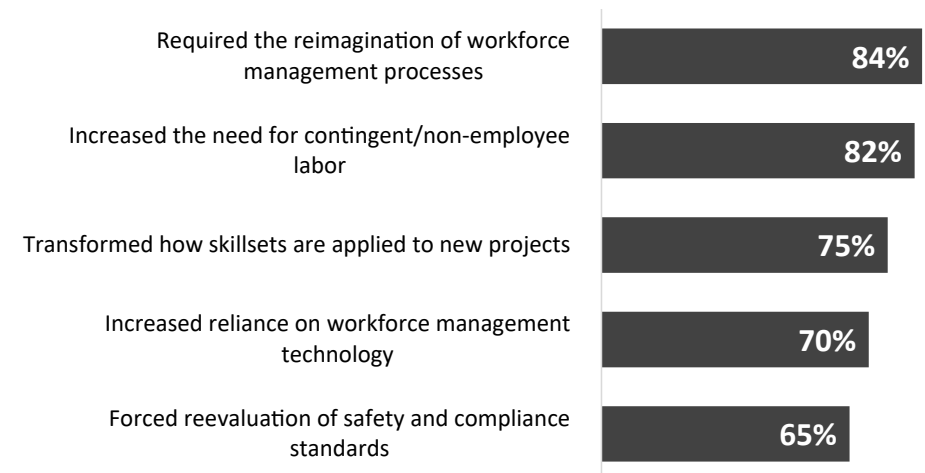 Required the reimagination of workforce
management processes
84%
Increased the need for contingent/non-employee
labor
82%
Transformed how skillsets are applied to new projects
75%
Increased reliance on workforce management
technology
70%
Forced reevaluation of safety and compliance
standards
65%